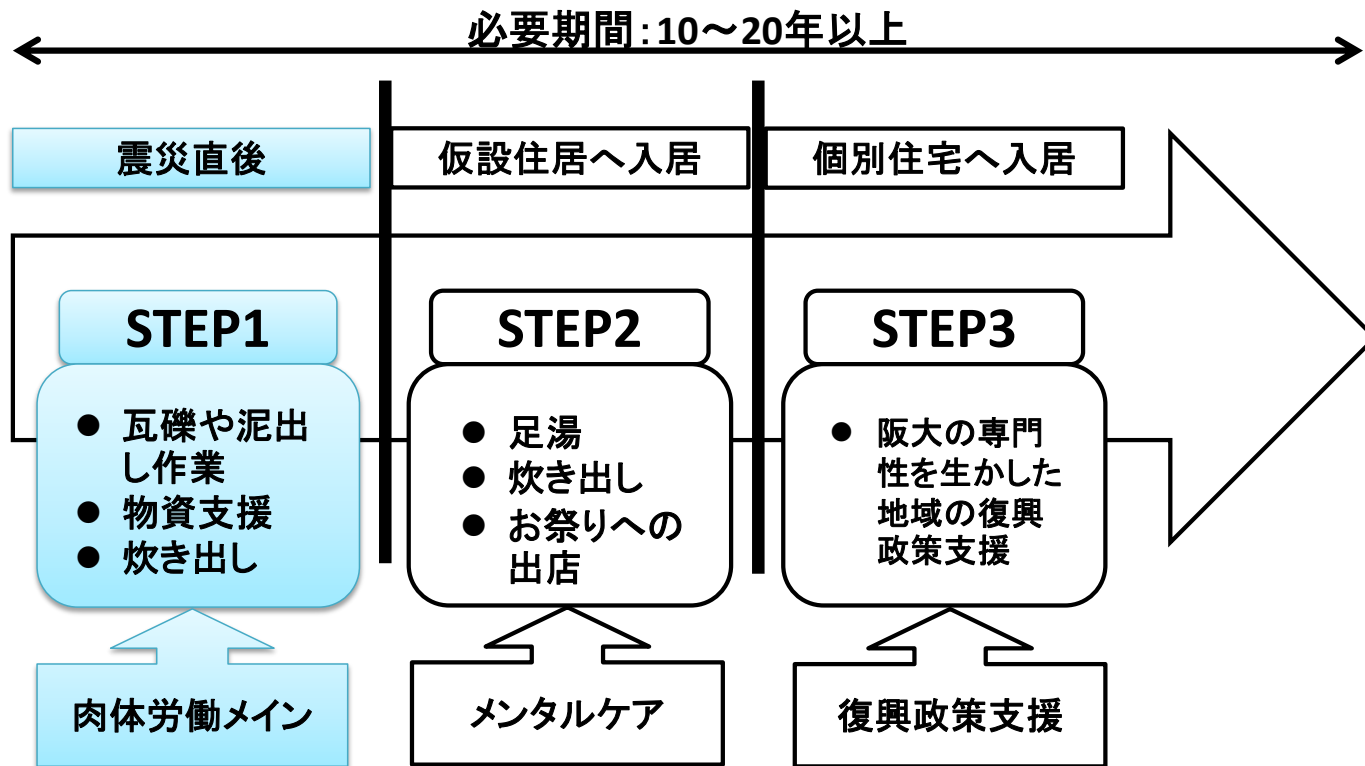 必要期間：10～20年以上
震災直後
仮設住居へ入居
個別住宅へ入居
STEP1
● 瓦礫や泥出
し作業
● 物資支援
● 炊き出し
STEP2
● 足湯
● 炊き出し
● お祭りへの
出店
STEP3
● 阪大の専門
性を生かした
地域の復興
政策支援
肉体労働メイン
メンタルケア
復興政策支援